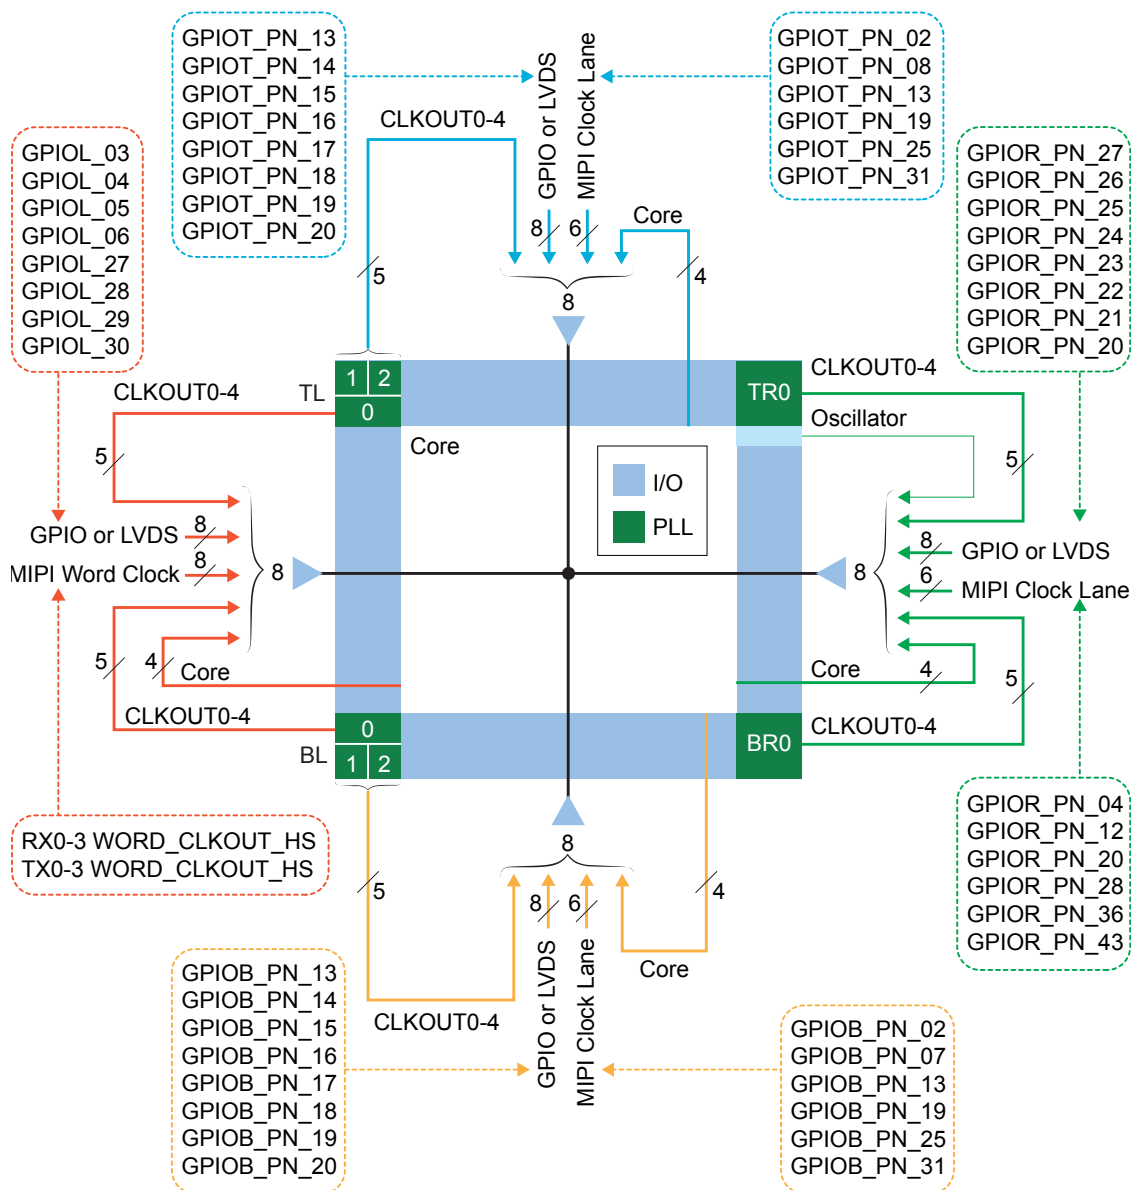 GPIOT_PN_13
GPIOT_PN_14
GPIOT_PN_15
GPIOT_PN_16
GPIOT_PN_17
GPIOT_PN_18
GPIOT_PN_19
GPIOT_PN_20
GPIO or LVDS
MIPI Clock Lane
GPIOT_PN_02
GPIOT_PN_08
GPIOT_PN_13
GPIOT_PN_19
GPIOT_PN_25
GPIOT_PN_31
CLKOUT0-4
5
8
6
Core
4
8
GPIOL_03
GPIOL_04
GPIOL_05
GPIOL_06
GPIOL_27
GPIOL_28
GPIOL_29
GPIOL_30
GPIOR_PN_27
GPIOR_PN_26
GPIOR_PN_25
GPIOR_PN_24
GPIOR_PN_23
GPIOR_PN_22
GPIOR_PN_21
GPIOR_PN_20
CLKOUT0-4
TL
1
2
0
TR0
CLKOUT0-4
Oscillator
Core
I/O
PLL
5
5
GPIO or LVDS
8
MIPI Word Clock
8
8
8
8
GPIO or LVDS
6
MIPI Clock Lane
5
4
Core
CLKOUT0-4
Core
4
5
CLKOUT0-4
BL
0
1
2
BR0
RX0-3 WORD_CLKOUT_HS
TX0-3 WORD_CLKOUT_HS
GPIOR_PN_04
GPIOR_PN_12
GPIOR_PN_20
GPIOR_PN_28
GPIOR_PN_36
GPIOR_PN_43
8
5
8
6
4
Core
CLKOUT0-4
GPIO or LVDS
MIPI Clock Lane
GPIOB_PN_13
GPIOB_PN_14
GPIOB_PN_15
GPIOB_PN_16
GPIOB_PN_17
GPIOB_PN_18
GPIOB_PN_19
GPIOB_PN_20
GPIOB_PN_02
GPIOB_PN_07
GPIOB_PN_13
GPIOB_PN_19
GPIOB_PN_25
GPIOB_PN_31